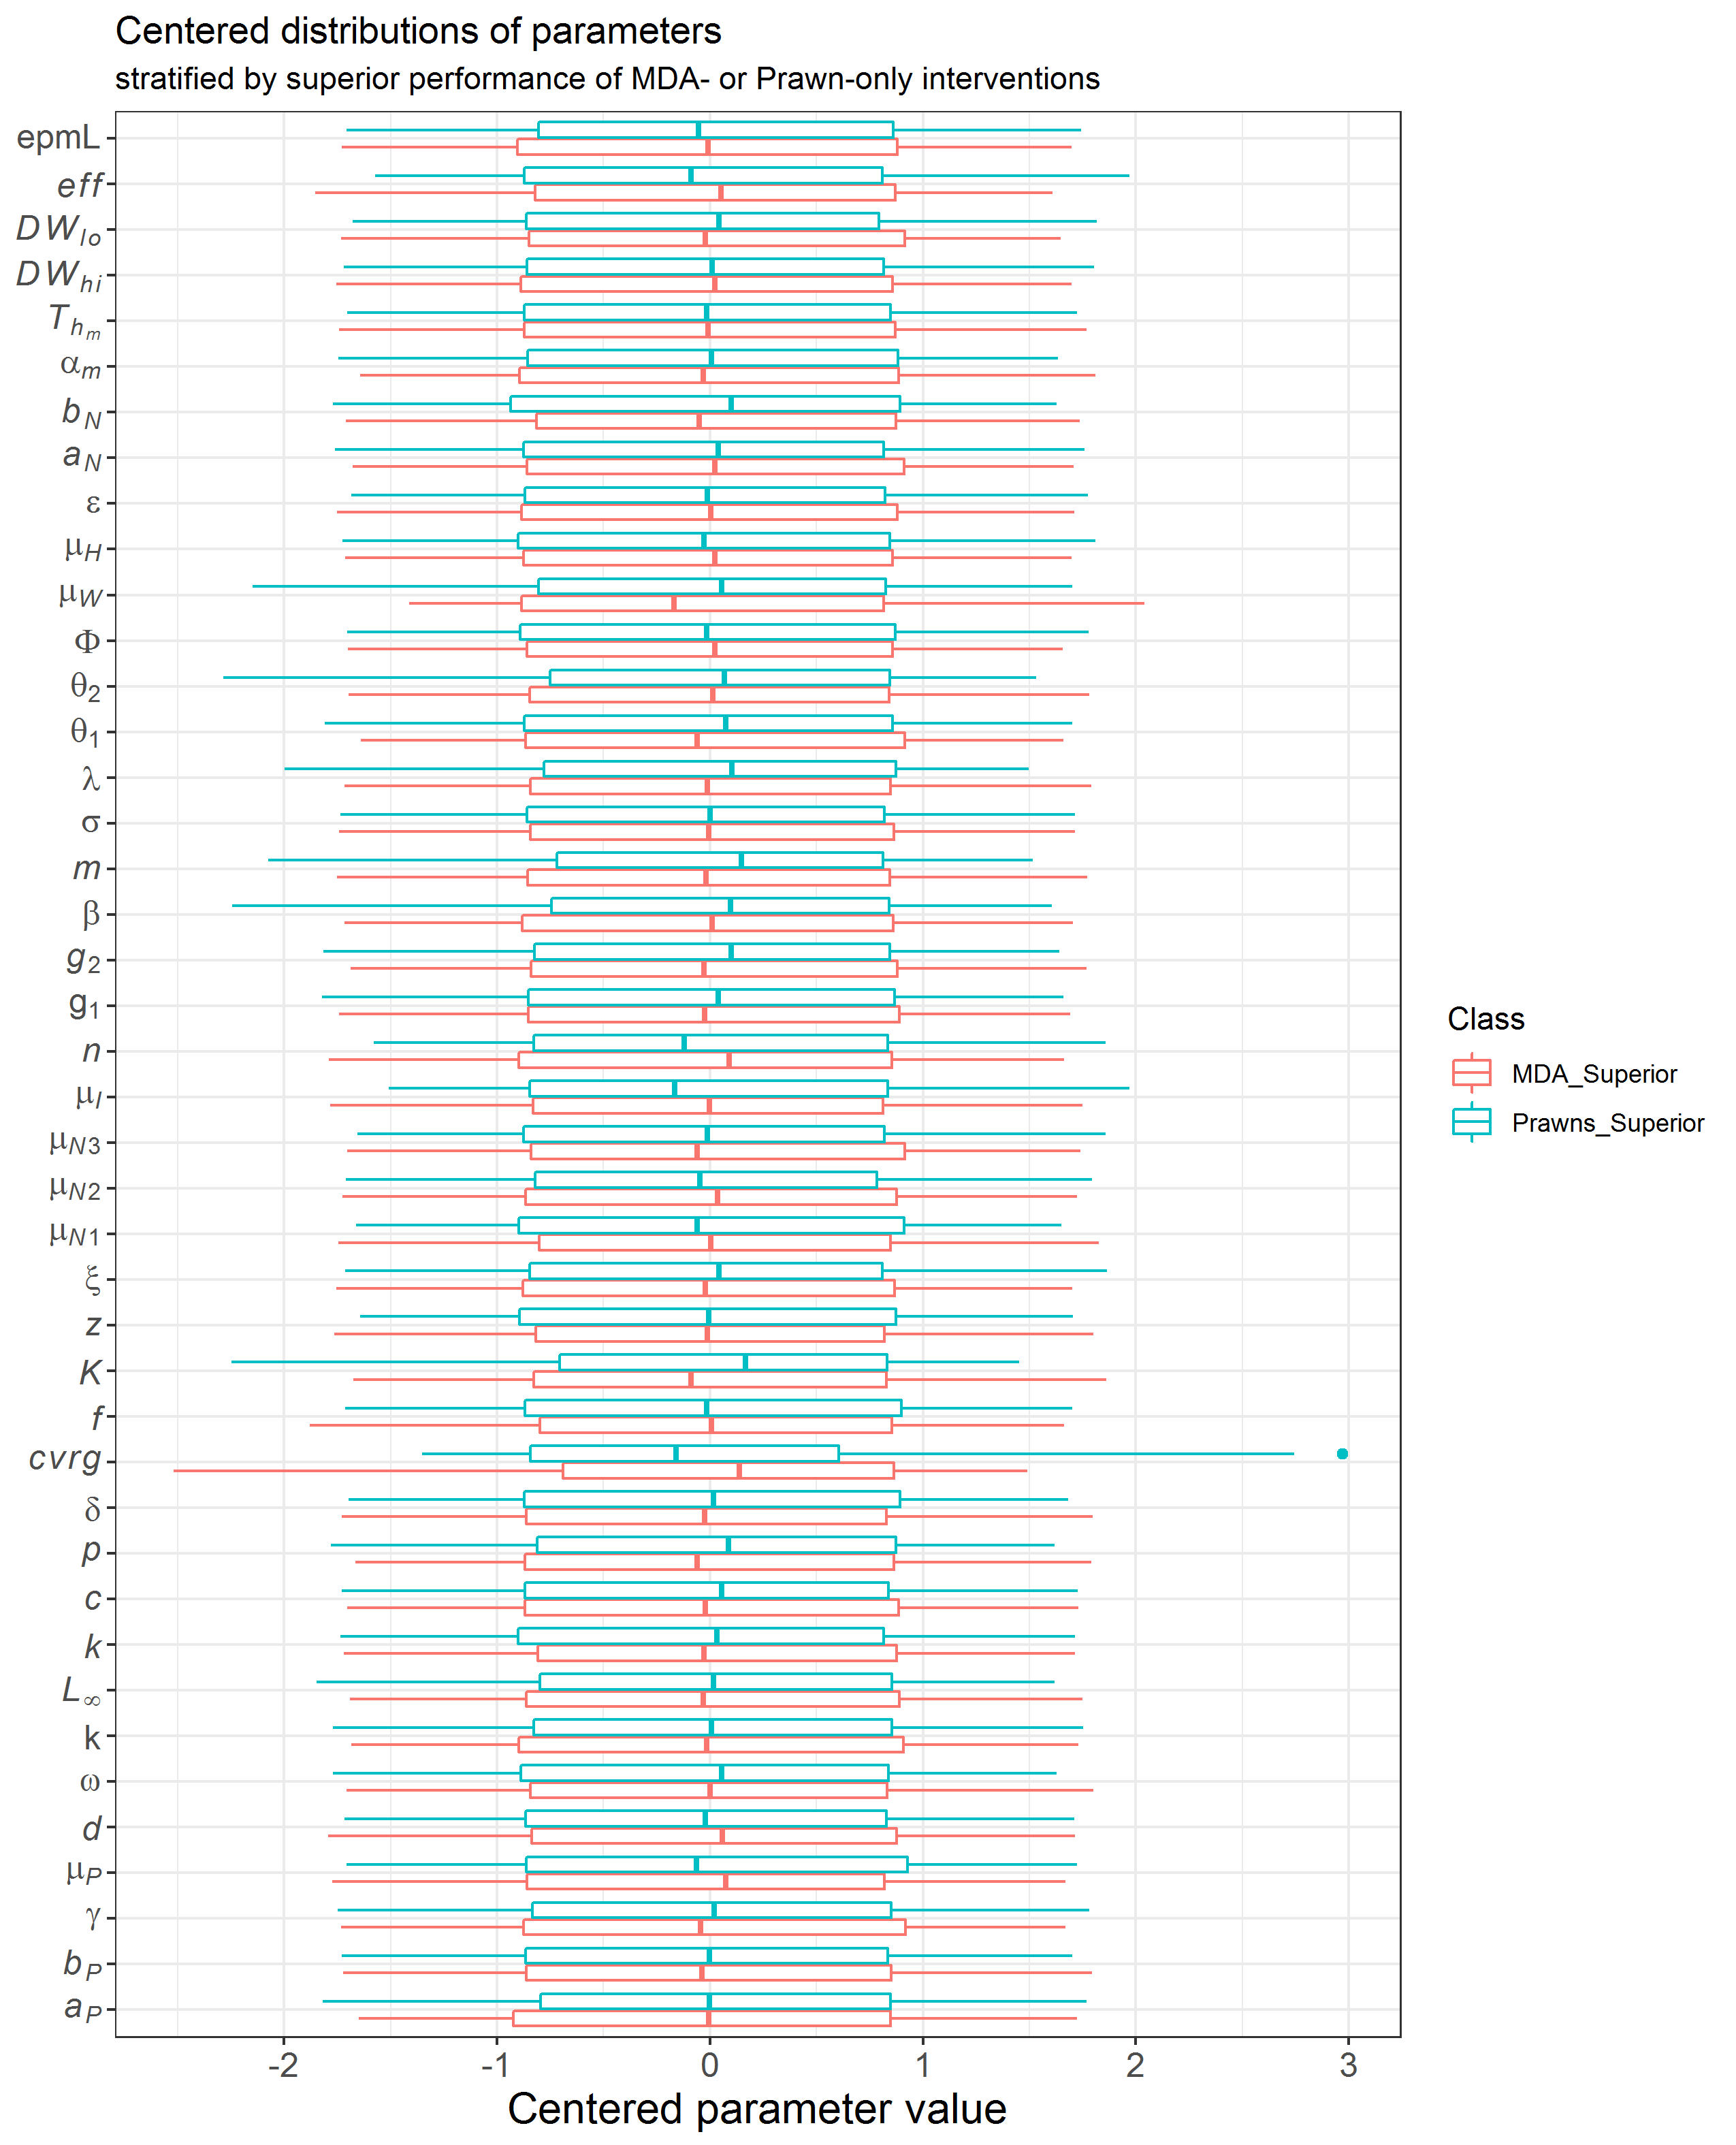 Centered distributions of parameters
stratified by superior performance of MDA- or Prawn-only interventions
epmL
eff
DWlo
DWhi
Thm
αm
bN
aN
ε
μH
μW
Φ
θ2
θ1
λ
σ
m
β
g2
g1
n
μI
μN3
μN2
μN1
ξ
z
K
f
cvrg
δ
p
c
k
L∞
k
ω
d
μP
γ
bP
aP
-2 -1 0 1 2 3
Centered parameter value
Class
MDA_Superior
Prawns_Superior